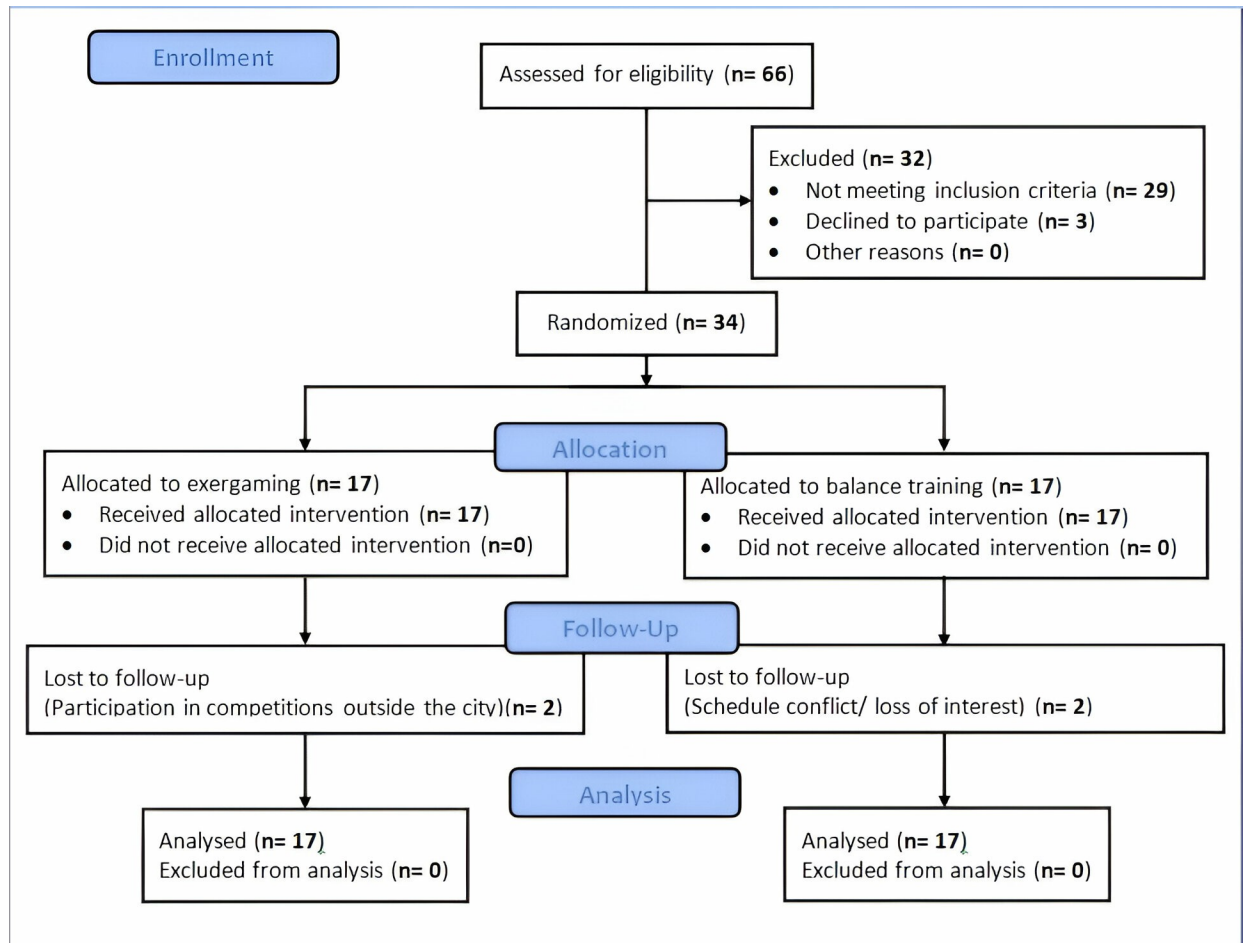 Enrollment
Assessed for eligibility (n= 66)
Excluded (n= 32)
• Not meeting inclusion criteria (n= 29)
• Declined to participate (n= 3)
• Other reasons (n= 0)
Randomized (n= 34)
Allocation
Allocated to exergaming (n= 17)
• Received allocated intervention (n= 17)
• Did not receive allocated intervention (n=0)
Allocated to balance training (n= 17)
• Received allocated intervention (n= 17)
• Did not receive allocated intervention (n= 0)
Follow-Up
Lost to follow-up
(Participation in competitions outside the city)(n= 2)
Lost to follow-up
(Schedule conflict/ loss of interest) (n= 2)
Analysis
Analysed (n= 17)
Excluded from analysis (n= 0)
Analysed (n= 17)
Excluded from analysis (n= 0)